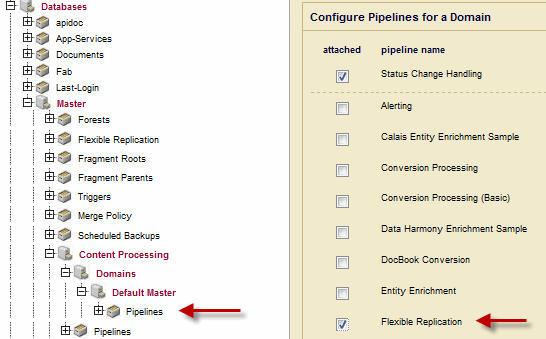 Databases
apidoc
App-Services
Documents
Fab
Last-Login
Master
Forests
Flexible Replication
Fragment Roots
Fragment Parents
Triggers
Merge Policy
Scheduled Backups
Content Processing
Domains
Default Master
Pipelines
Pipelines
Configure Pipelines for a Domain
attached pipeline name
Status Change Handling
Alerting
Calais Entity Enrichment Sample
Conversion Processing
Conversion Processing (Basic)
Data Harmony Enrichment Sample
DocBook Conversion
Entity Enrichment
Flexible Replication